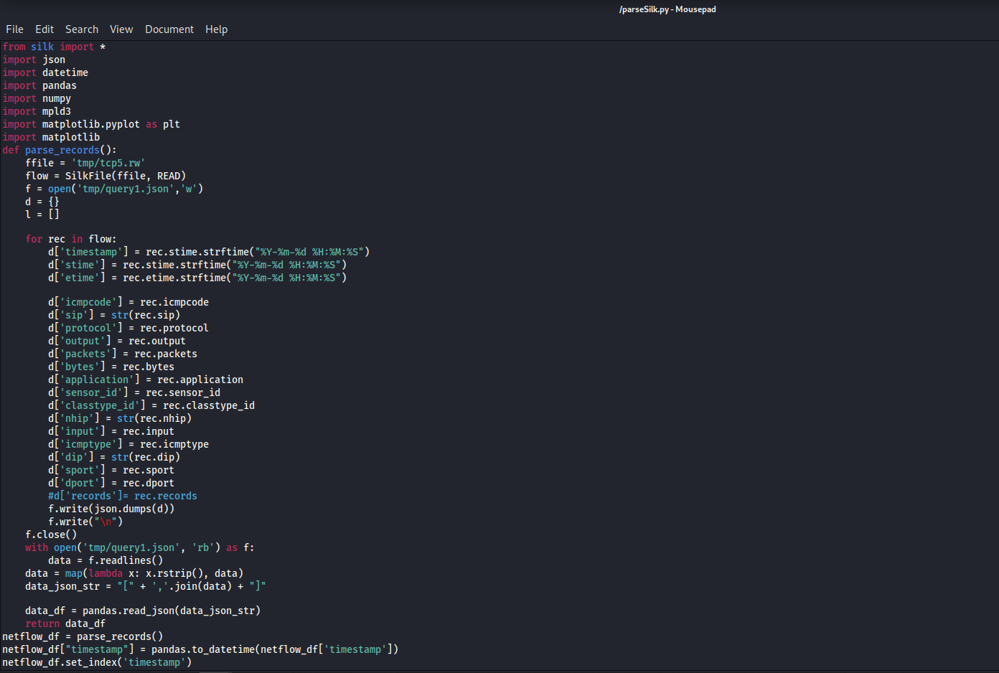 /parseSilk.py - Mousepad
File Edit Search View Document Help
from silk import *
import json
import datetime
import pandas
import numpy
import mpld3
import matplotlib.pyplot as plt
import matplotlib
def parse_records():
    ffile = 'tmp/tcp5.rw'
    flow = SilkFile(ffile, READ)
    f = open('tmp/query1.json','w')
    d = {}
    l = []

    for rec in flow:
        d['timestamp'] = rec.stime.strftime("%Y-%m-%d %H:%M:%S")
        d['stime'] = rec.stime.strftime("%Y-%m-%d %H:%M:%S")
        d['etime'] = rec.etime.strftime("%Y-%m-%d %H:%M:%S")

        d['icmpcode'] = rec.icmpcode
        d['sip'] = str(rec.sip)
        d['protocol'] = rec.protocol
        d['output'] = rec.output
        d['packets'] = rec.packets
        d['bytes'] = rec.bytes
        d['application'] = rec.application
        d['sensor_id'] = rec.sensor_id
        d['classtype_id'] = rec.classtype_id
        d['nhip'] = str(rec.nhip)
        d['input'] = rec.input
        d['icmptype'] = rec.icmptype
        d['dip'] = str(rec.dip)
        d['sport'] = rec.sport
        d['dport'] = rec.dport
        #d['records']= rec.records
        f.write(json.dumps(d))
        f.write("\n")
    f.close()
    with open('tmp/query1.json', 'rb') as f:
        data = f.readlines()
    data = map(lambda x: x.rstrip(), data)
    data_json_str = "[" + ','.join(data) + "]"

    data_df = pandas.read_json(data_json_str)
    return data_df
netflow_df = parse_records()
netflow_df["timestamp"] = pandas.to_datetime(netflow_df['timestamp'])
netflow_df.set_index('timestamp')